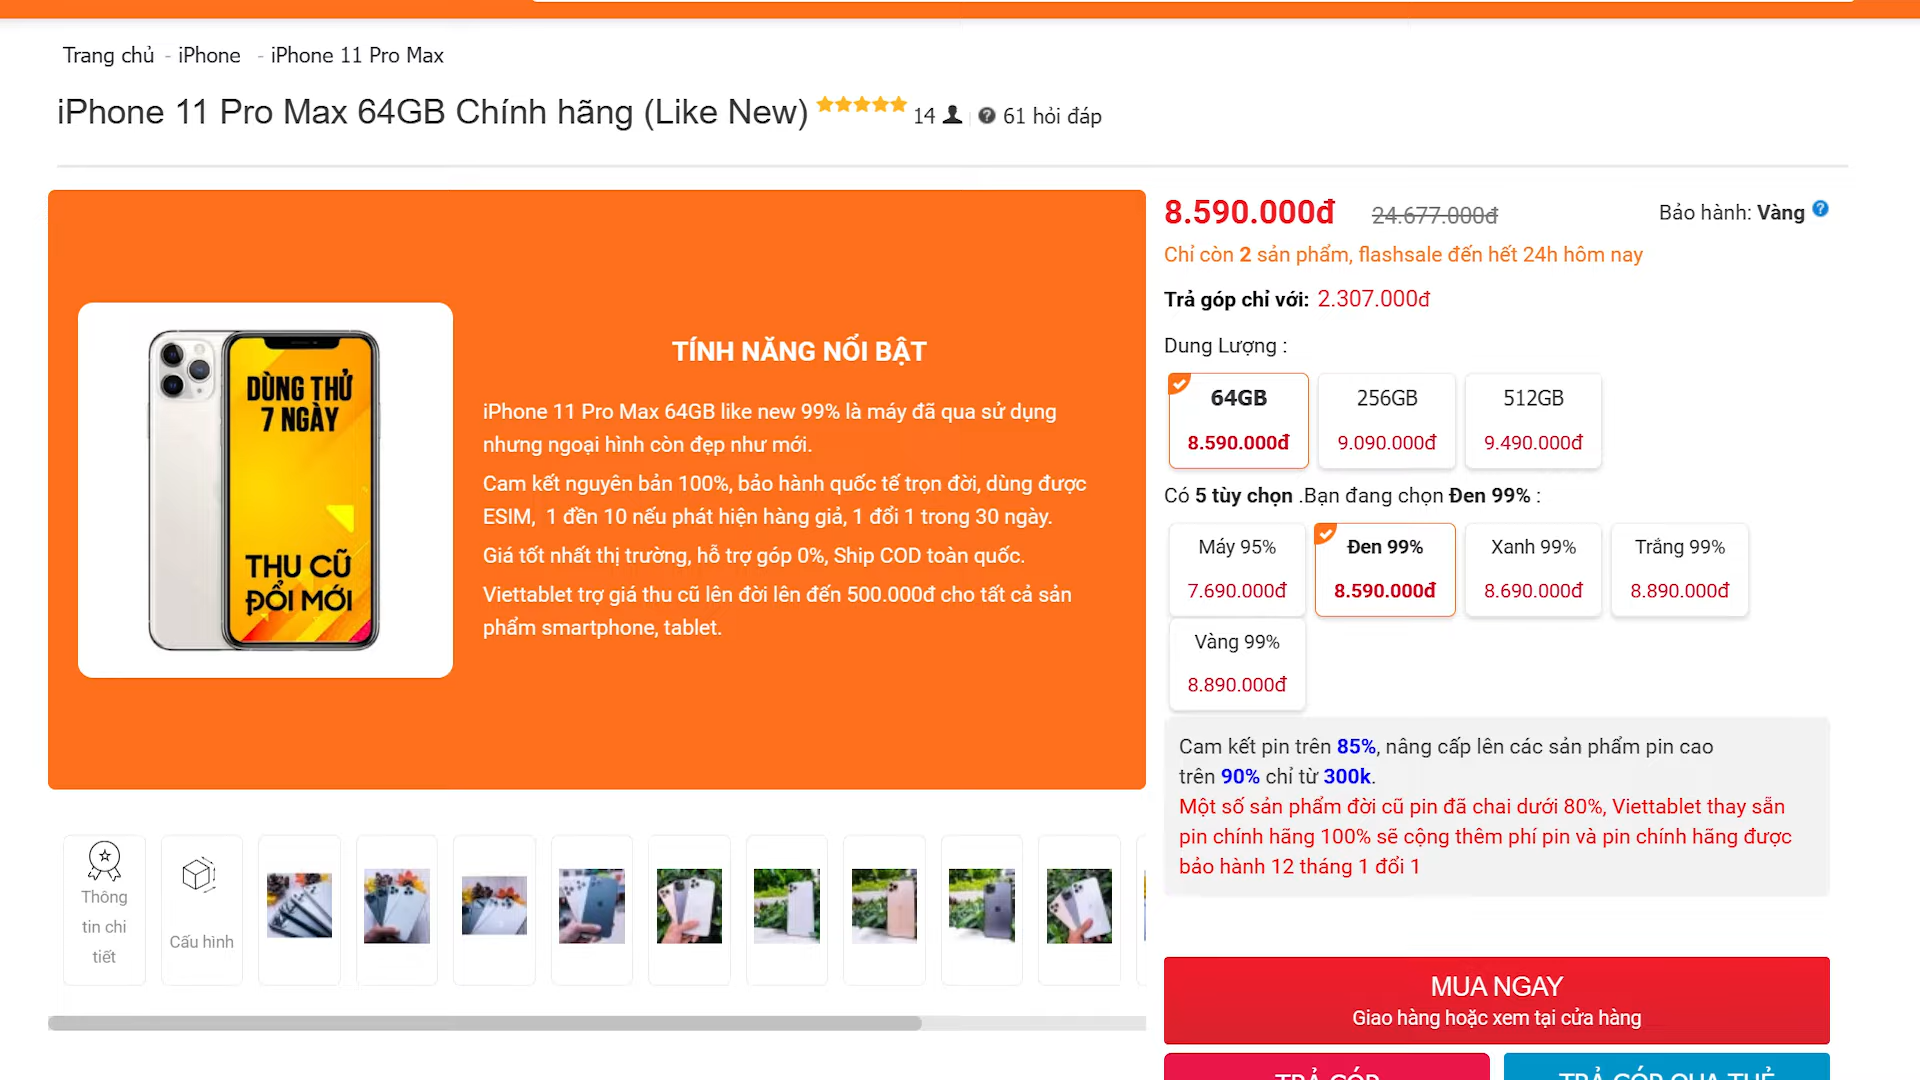 Trang chủ - iPhone - iPhone 11 Pro Max
iPhone 11 Pro Max 64GB Chính hãng (Like New) 14 61 hỏi đáp
DÙNG THỬ
7 NGÀY
THU CŨ
ĐỔI MỚI
TÍNH NĂNG NỔI BẬT
iPhone 11 Pro Max 64GB like new 99% là máy đã qua sử dụng
nhưng ngoại hình còn đẹp như mới.
Cam kết nguyên bản 100%, bảo hành quốc tế trọn đời, dùng được
ESIM, 1 đền 10 nếu phát hiện hàng giả, 1 đổi 1 trong 30 ngày.
Giá tốt nhất thị trường, hỗ trợ góp 0%, Ship COD toàn quốc.
Viettablet trợ giá thu cũ lên đời lên đến 500.000đ cho tất cả sản
phẩm smartphone, tablet.
Thông
tin chi
tiết
Cấu hình
8.590.000đ 24.677.000đ Bảo hành: Vàng ?
Chỉ còn 2 sản phẩm, flashsale đến hết 24h hôm nay
Trả góp chỉ với: 2.307.000đ
Dung Lượng :
64GB 256GB 512GB
8.590.000đ 9.090.000đ 9.490.000đ
Có 5 tùy chọn .Bạn đang chọn Đen 99% :
Máy 95% Đen 99% Xanh 99% Trắng 99%
7.690.000đ 8.590.000đ 8.690.000đ 8.890.000đ
Vàng 99%
8.890.000đ
Cam kết pin trên 85%, nâng cấp lên các sản phẩm pin cao
trên 90% chỉ từ 300k.
Một số sản phẩm đời cũ pin đã chai dưới 80%, Viettablet thay sẵn
pin chính hãng 100% sẽ cộng thêm phí pin và pin chính hãng được
bảo hành 12 tháng 1 đổi 1
MUA NGAY
Giao hàng hoặc xem tại cửa hàng
TRẢ GÓP TRẢ GÓP QUA THẺ